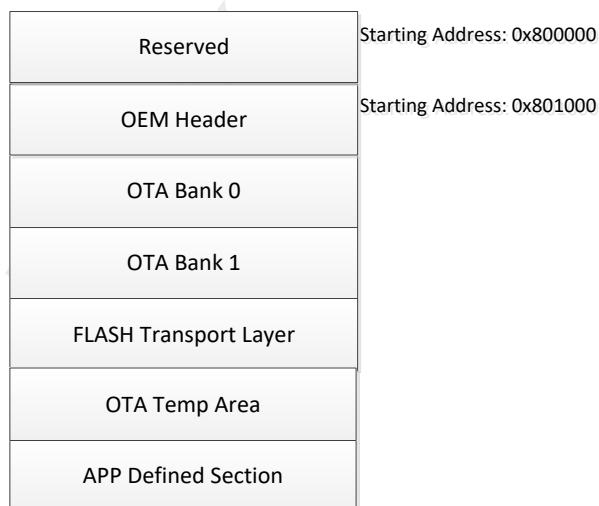 Reserved
Starting Address: 0x800000
OEM Header
Starting Address: 0x801000
OTA Bank 0
OTA Bank 1
FLASH Transport Layer
OTA Temp Area
APP Defined Section